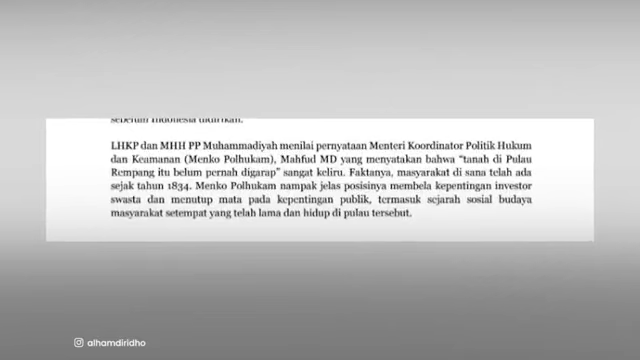 sebelum Indonesia didirikan.
LHKP dan MHH PP Muhammadiyah menilai pernyataan Menteri Koordinator Politik Hukum
dan Keamanan (Menko Polhukam), Mahfud MD yang menyatakan bahwa “tanah di Pulau
Rempang itu belum pernah digarap” sangat keliru. Faktanya, masyarakat di sana telah ada
sejak tahun 1834. Menko Polhukam nampak jelas posisinya membela kepentingan investor
swasta dan menutup mata pada kepentingan publik, termasuk sejarah sosial budaya
masyarakat setempat yang telah lama dan hidup di pulau tersebut.
alhamdiridho